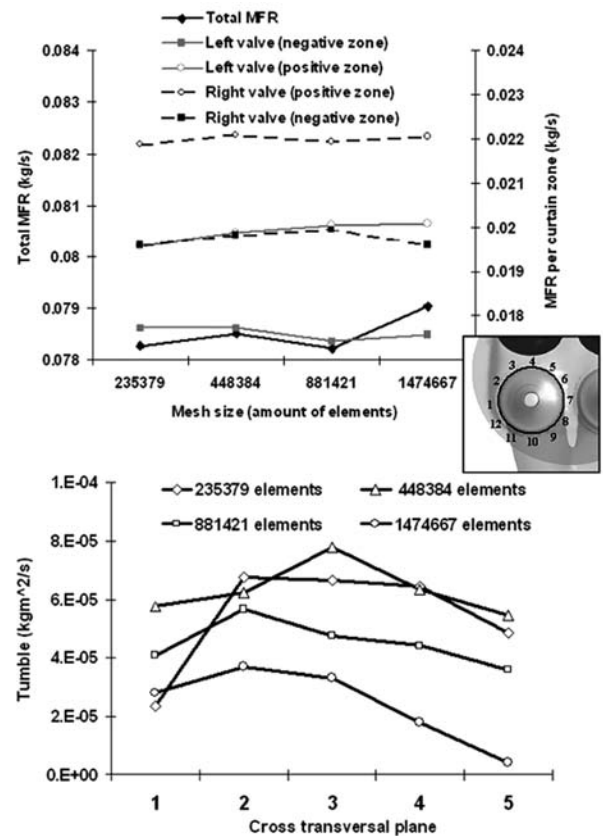 Total MFR
Left valve (negative zone)
Left valve (positive zone)
Right valve (positive zone)
Right valve (negative zone)
0.084
0.083
0.082
0.081
0.08
0.079
0.078
Total MFR (kg/s)
0.024
0.023
0.022
0.021
0.020
0.019
0.018
MFR per curtain zone (kg/s)
235379 448384 881421 1474667
Mesh size (amount of elements)
1 2 3 4 5 6 7 8 9 10 11 12
235379 elements
448384 elements
881421 elements
1474667 elements
1.E-04
8.E-05
6.E-05
4.E-05
2.E-05
0.E+00
Tumble (kgm^2/s)
1 2 3 4 5
Cross transversal plane